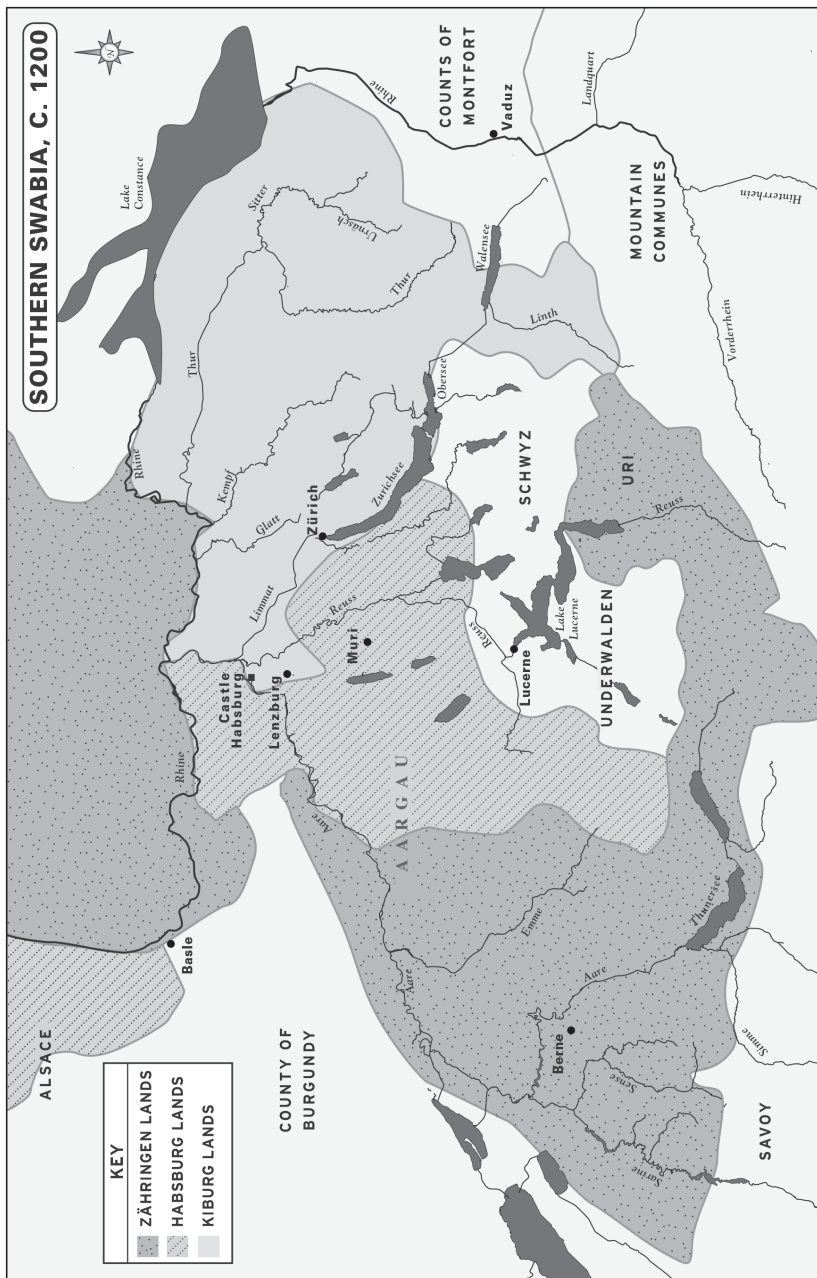 SOUTHERN SWABIA, C. 1200
N
KEY
ZÄHRINGEN LANDS
HABSBURG LANDS
KIBURG LANDS
ALSACE
Basle
Rhine
Rhine
Lake
Constance
COUNTY OF
BURGUNDY
Castle
Habsburg
Lenzburg
Limmat
Glatt
Kempf
Thur
Sitter
Urnäsch
Thur
Rhine
Zürich
Zurichsee
Obersee
Walensee
Linth
COUNTS OF
MONTFORT
Vaduz
Landquart
Aare
AARGAU
Muri
Reuss
Reuss
Aare
Emme
Lucerne
Lake
Lucerne
SCHWYZ
UNDERWALDEN
URI
Reuss
MOUNTAIN
COMMUNES
Vorderrhein
Hinterrhein
Berne
Aare
Thunersee
Sense
Sarine
Simme
SAVOY